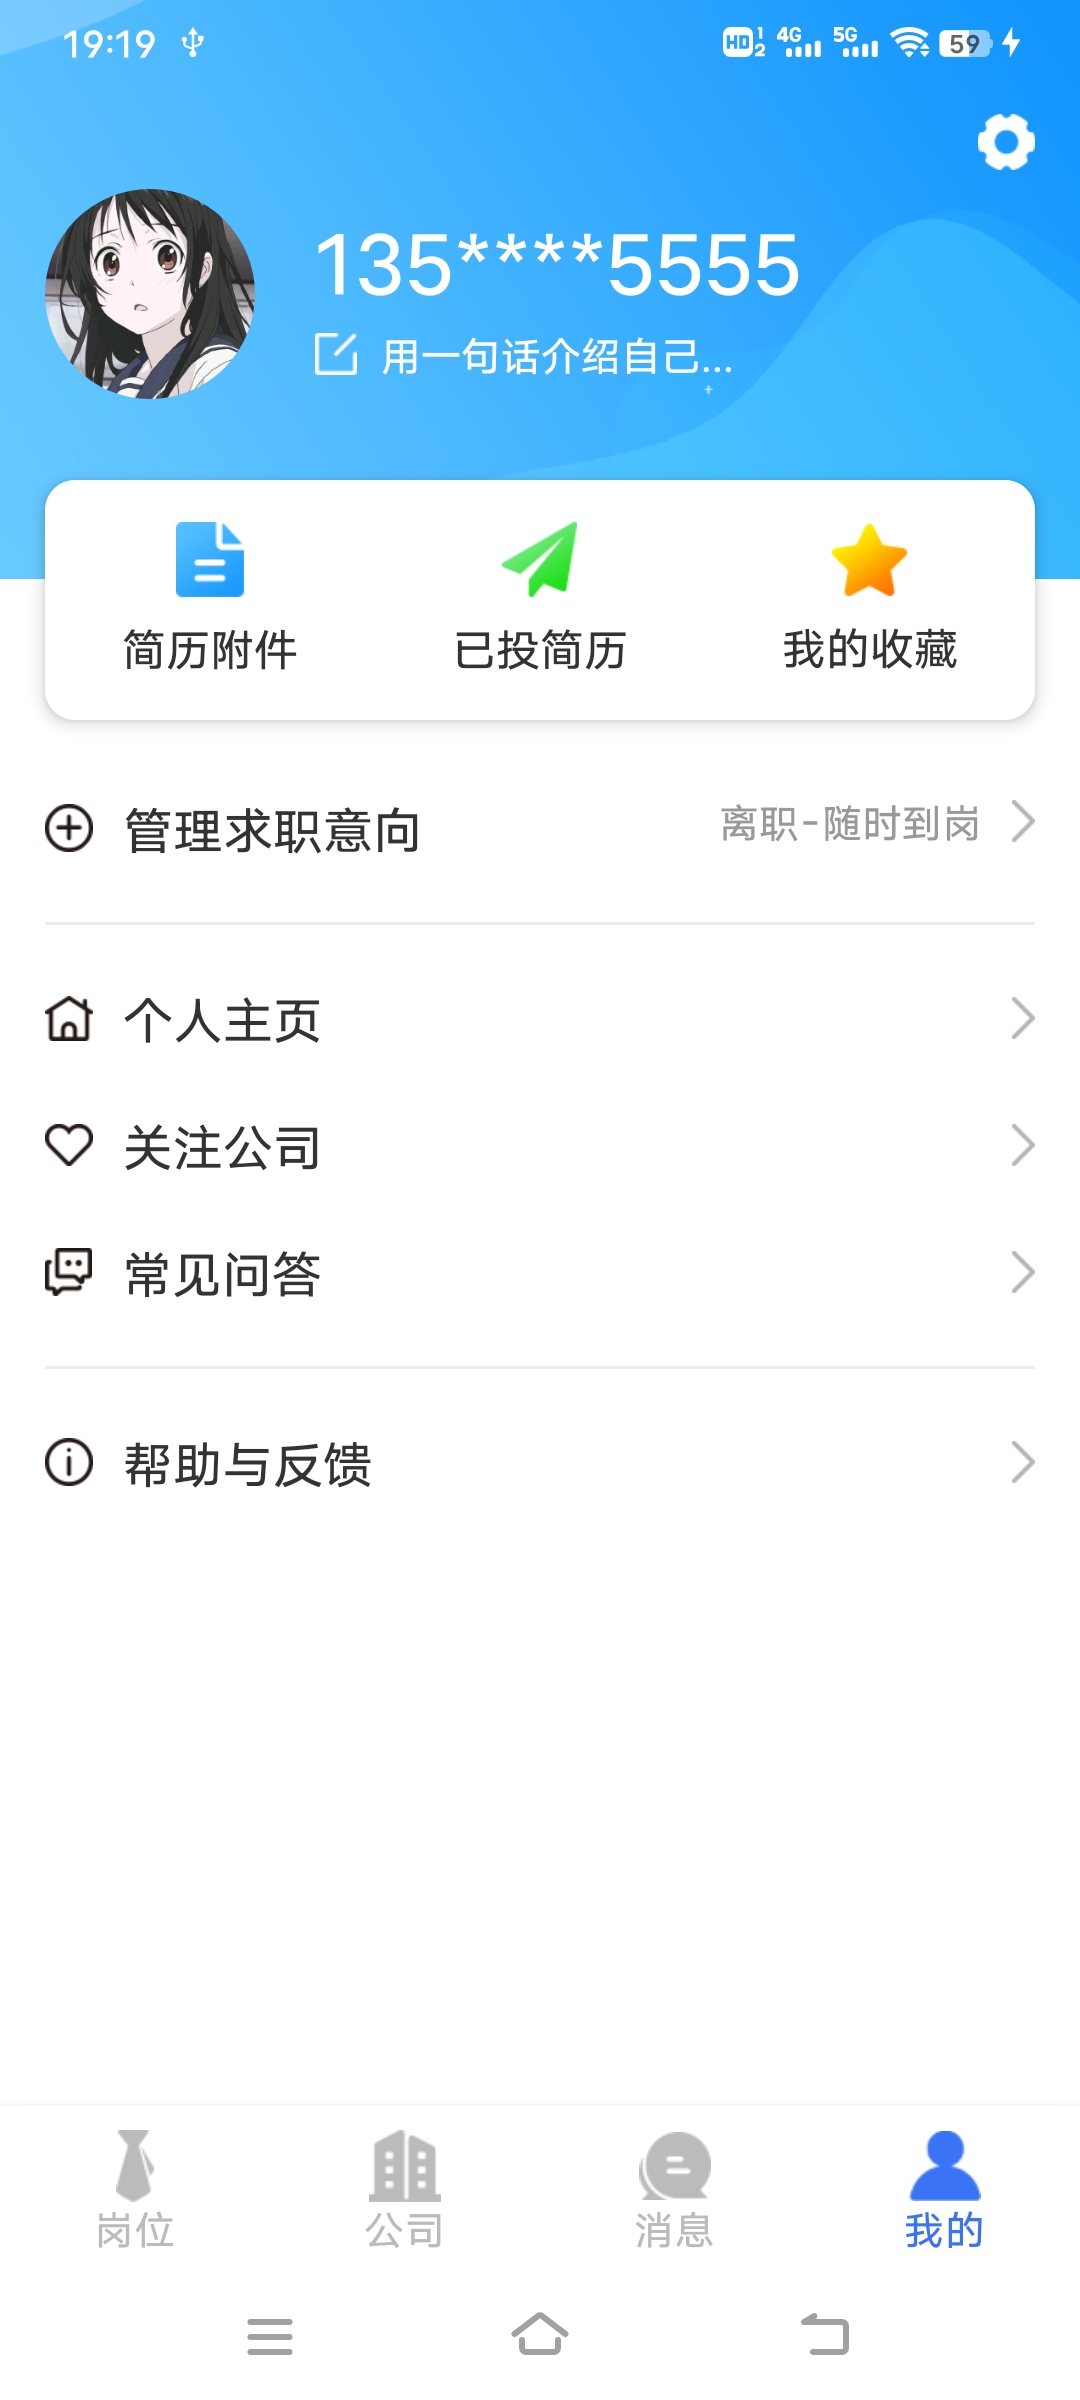 19:19
HD 1 2 4G 5G 59
135****5555
用一句话介绍自己...
简历附件
已投简历
我的收藏
管理求职意向
离职-随时到岗
个人主页
关注公司
常见问答
帮助与反馈
岗位
公司
消息
我的